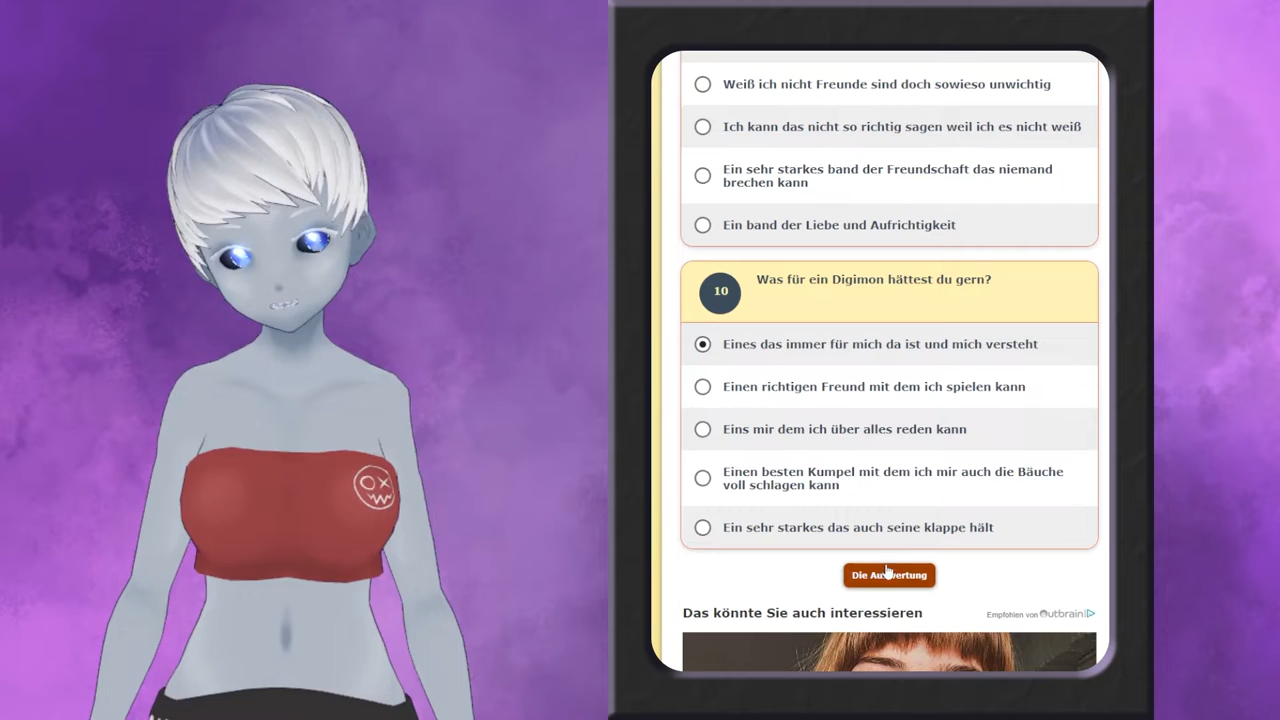 Weiß ich nicht Freunde sind doch sowieso unwichtig
Ich kann das nicht so richtig sagen weil ich es nicht weiß
Ein sehr starkes band der Freundschaft das niemand
brechen kann
Ein band der Liebe und Aufrichtigkeit
10
Was für ein Digimon hättest du gern?
Eines das immer für mich da ist und mich versteht
Einen richtigen Freund mit dem ich spielen kann
Eins mir dem ich über alles reden kann
Einen besten Kumpel mit dem ich mir auch die Bäuche
voll schlagen kann
Ein sehr starkes das auch seine klappe hält
Die Auswertung
Das könnte Sie auch interessieren
Empfohlen von Outbrain